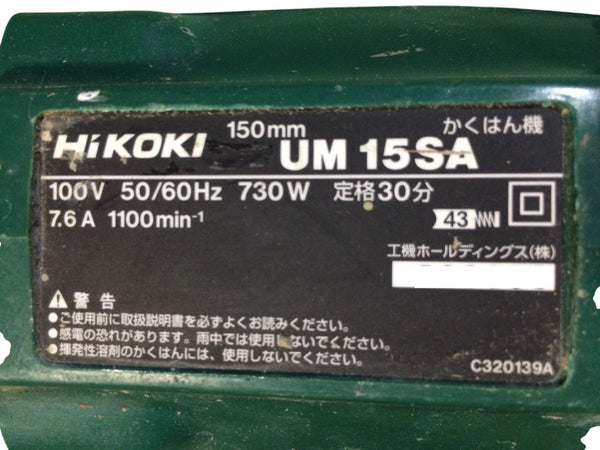 HiKOKI 150mm UM 15SA かくはん機
100V 50/60Hz 730W 定格30分
7.6A 1100min-1 43
工機ホールディングス(株)
警告
●ご使用前に取扱説明書を必ずよくお読みください。
●感電の恐れがあります。雨中では使用しないでください。
●揮発性溶剤のかくはんには、使用しないでください。
C320139A